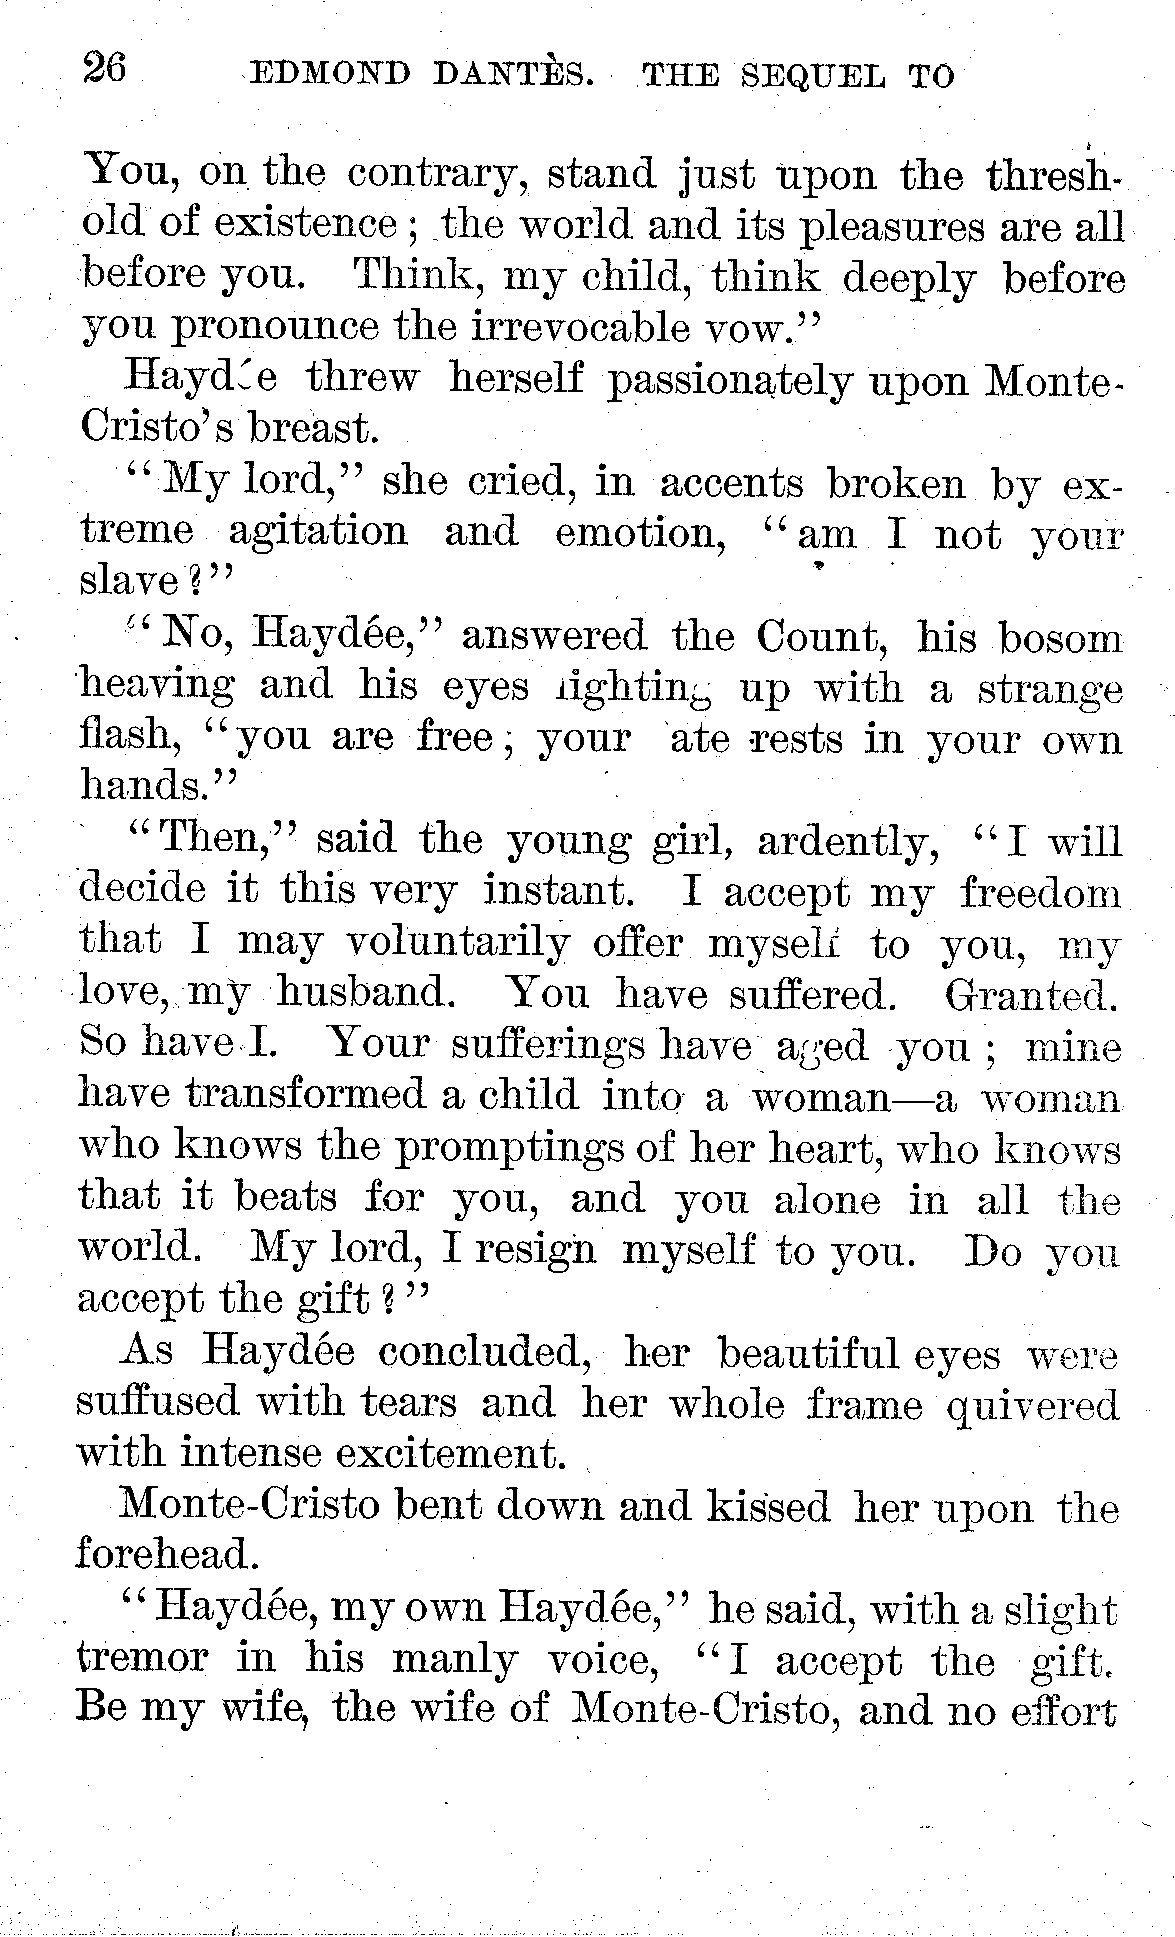 26 EDMOND DANTÈS. THE SEQUEL TO
You, on the contrary, stand just upon the thresh-
old of existence; the world and its pleasures are all
before you. Think, my child, think deeply before
you pronounce the irrevocable vow."
Haydée threw herself passionately upon Monte-
Cristo's breast.
"My lord," she cried, in accents broken by ex-
treme agitation and emotion, "am I not your
slave?"
"No, Haydée," answered the Count, his bosom
heaving and his eyes lighting up with a strange
flash, "you are free; your ate rests in your own
hands."
"Then," said the young girl, ardently, "I will
decide it this very instant. I accept my freedom
that I may voluntarily offer myself to you, my
love, my husband. You have suffered. Granted.
So have I. Your sufferings have aged you; mine
have transformed a child into a woman—a woman
who knows the promptings of her heart, who knows
that it beats for you, and you alone in all the
world. My lord, I resign myself to you. Do you
accept the gift?"
As Haydée concluded, her beautiful eyes were
suffused with tears and her whole frame quivered
with intense excitement.
Monte-Cristo bent down and kissed her upon the
forehead.
"Haydée, my own Haydée," he said, with a slight
tremor in his manly voice, "I accept the gift.
Be my wife, the wife of Monte-Cristo, and no effort